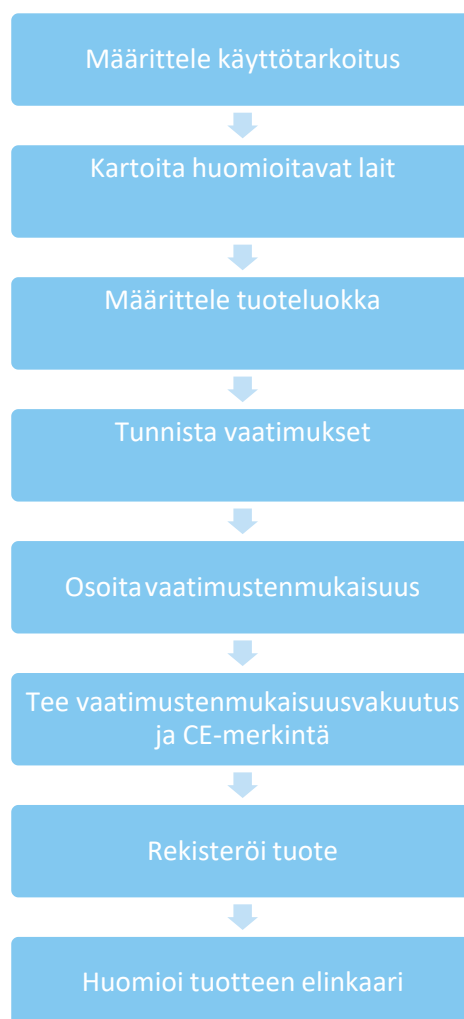 Määrittele käyttötarkoitus
Kartoita huomioitavat lait
Määrittele tuoteluokka
Tunnista vaatimukset
Osoita vaatimustenmukaisuus
Tee vaatimustenmukaisuusvakuutus
ja CE-merkintä
Rekisteröi tuote
Huomioi tuotteen elinkaari